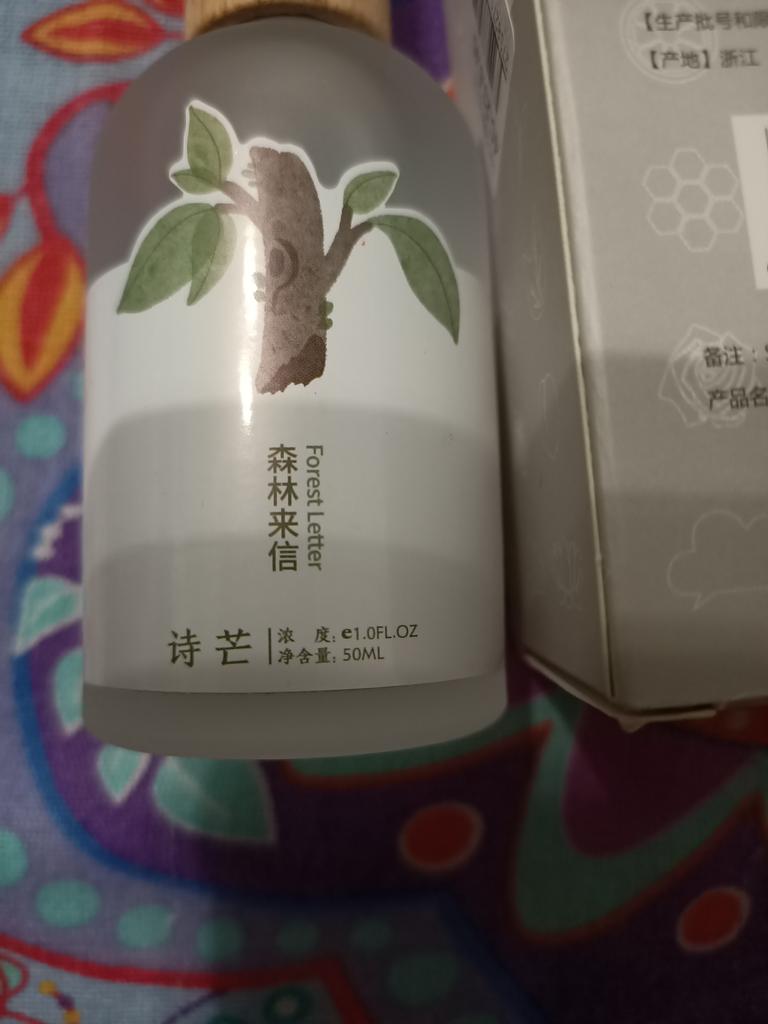 森林来信
Forest Letter
诗芒
浓 度: e1.0FL.OZ
净含量: 50ML
【生产批号和限
【产地】浙江
备注:
产品名